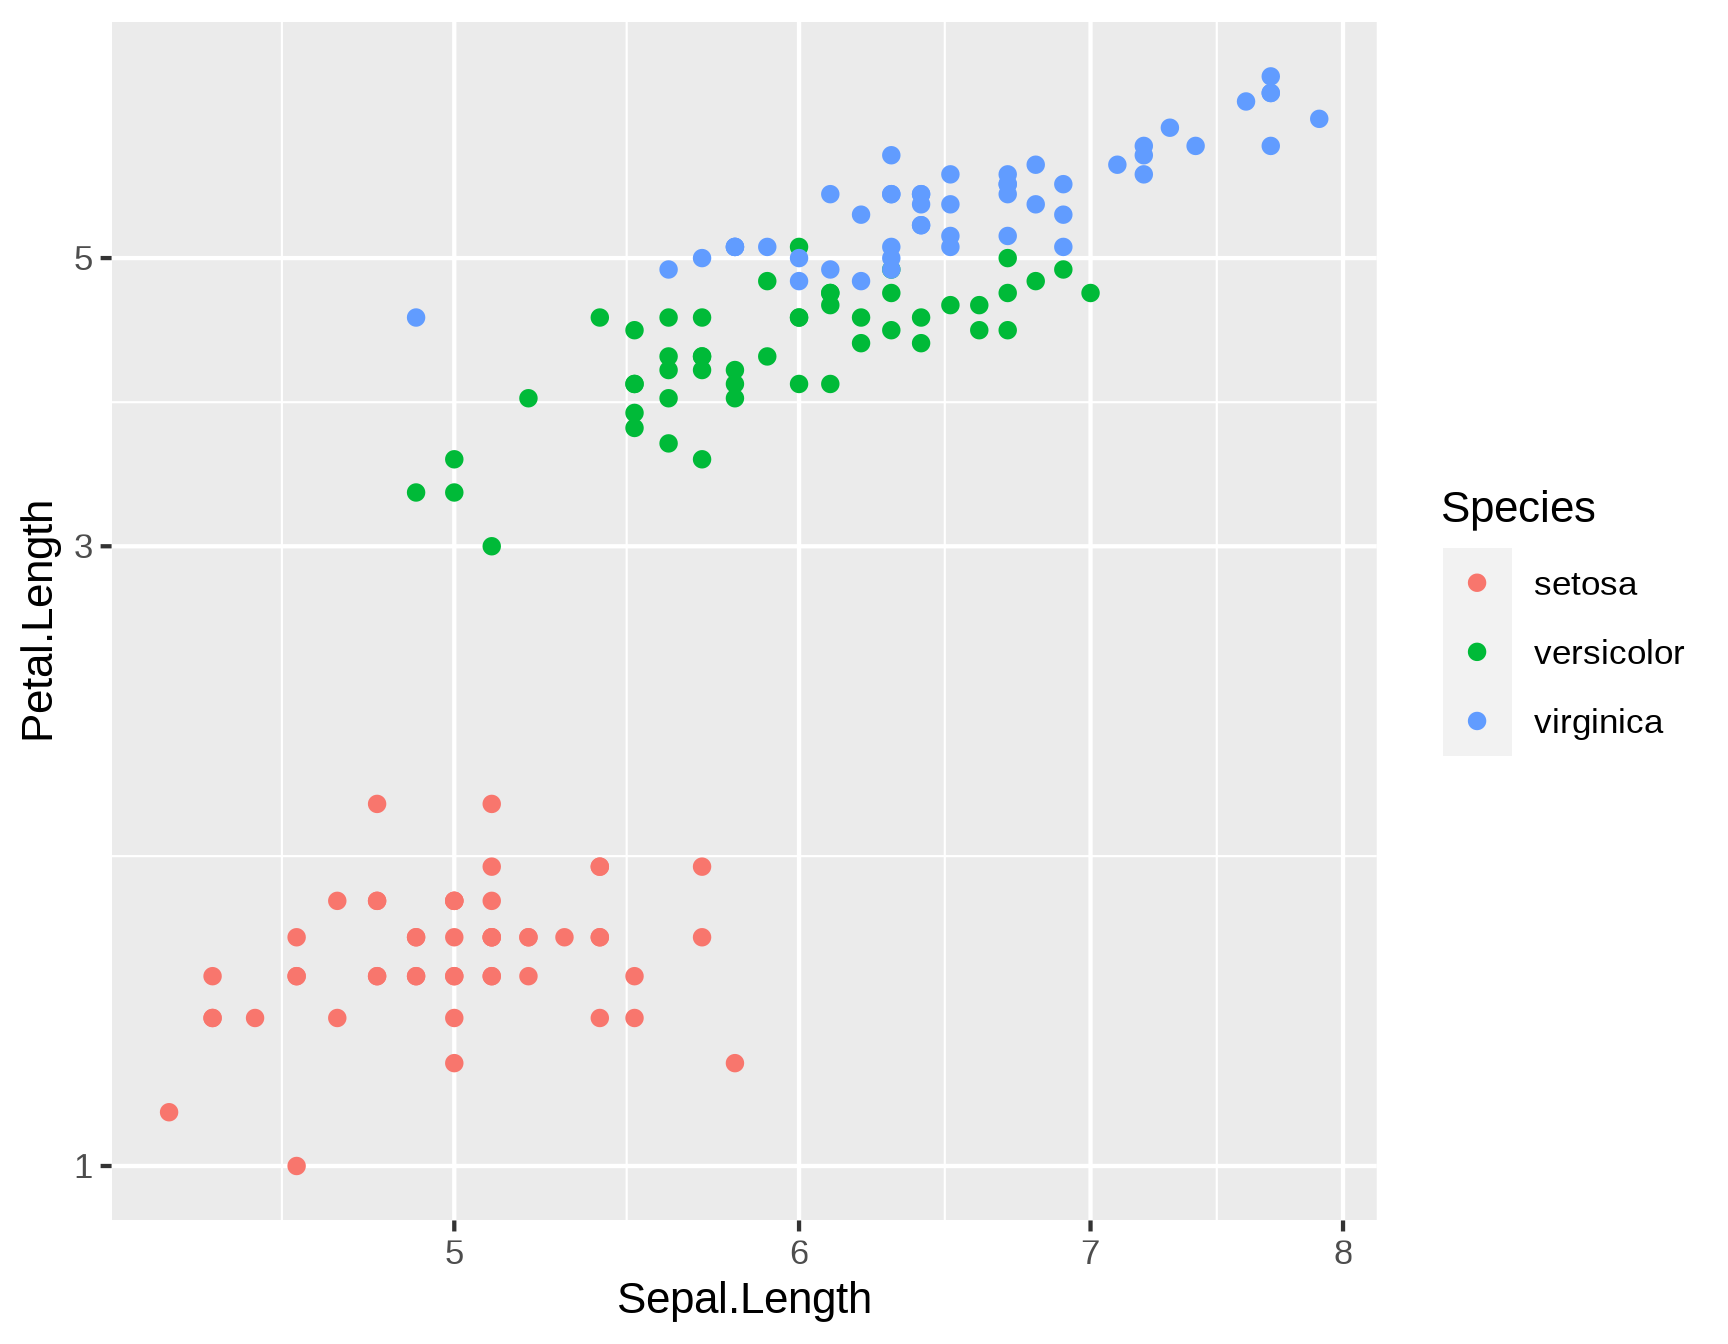 5
3
1
Petal.Length
5 6 7 8
Sepal.Length
Species
setosa
versicolor
virginica